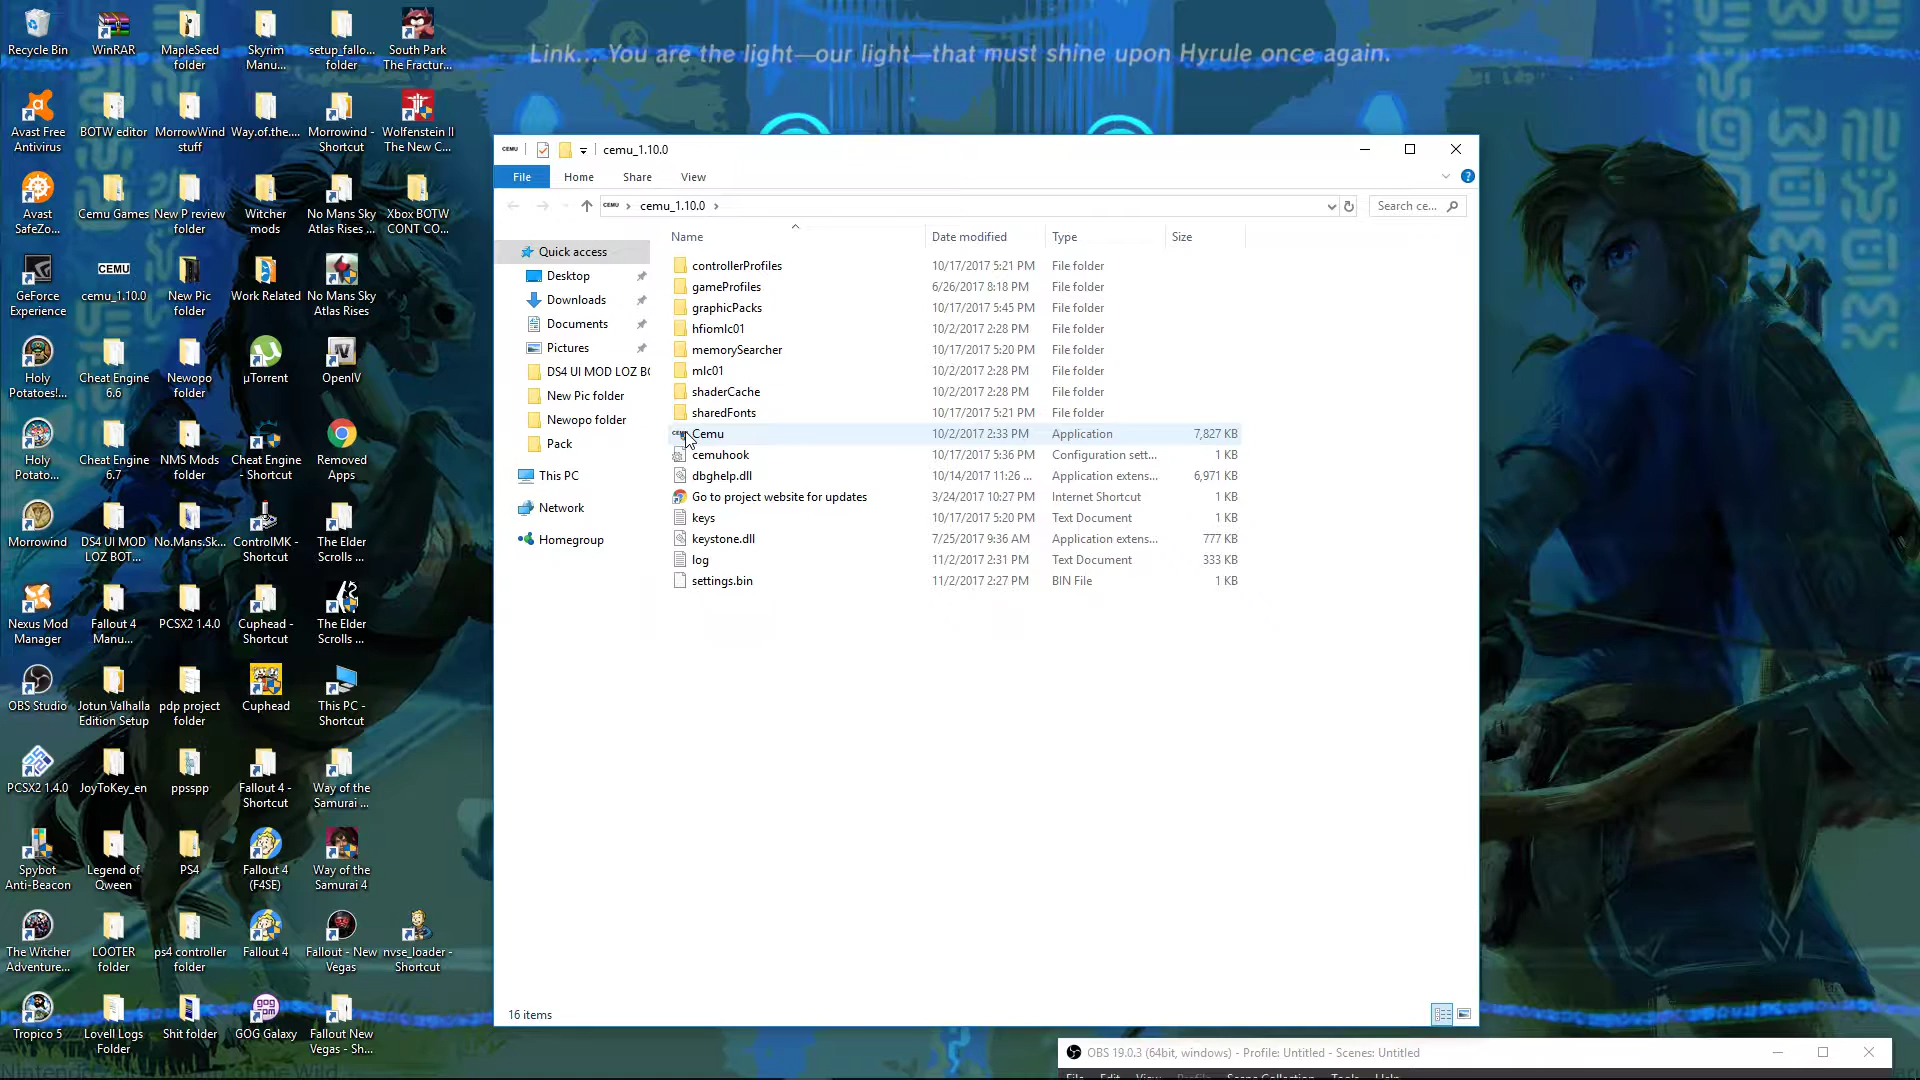 Link... You are the light—our light—that must shine upon Hyrule once again.
Recycle Bin
WinRAR
MapleSeed
folder
Skyrim
Manu...
setup_fallo...
folder
South Park
The Fractur...
Avast Free
Antivirus
BOTW editor
MorrowWind
stuff
Way.of.the....
Morrowind -
Shortcut
Wolfenstein II
The New C...
Avast
SafeZo...
Cemu Games
New P review
folder
Witcher
mods
No Mans Sky
Atlas Rises ...
Xbox BOTW
CONT CO...
GeForce
Experience
CEMU
cemu_1.10.0
New Pic
folder
Work Related
No Mans Sky
Atlas Rises
Holy
Potatoes!...
Cheat Engine
6.6
Newopo
folder
µTorrent
OpenIV
Holy
Potato...
Cheat Engine
6.7
NMS Mods
folder
Cheat Engine
- Shortcut
Removed
Apps
Morrowind
DS4 UI MOD
LOZ BOT...
No.Mans.Sk...
ControlMK -
Shortcut
The Elder
Scrolls ...
Nexus Mod
Manager
Fallout 4
Manu...
PCSX2 1.4.0
Cuphead -
Shortcut
The Elder
Scrolls ...
OBS Studio
Jotun Valhalla
Edition Setup
pdp project
folder
Cuphead
This PC -
Shortcut
PCSX2 1.4.0
JoyToKey_en
ppsspp
Fallout 4 -
Shortcut
Way of the
Samurai ...
Spybot
Anti-Beacon
Legend of
Qween
PS4
Fallout 4
(F4SE)
Way of the
Samurai 4
The Witcher
Adventure...
LOOTER
folder
ps4 controller
folder
Fallout 4
Fallout - New
Vegas
nvse_loader -
Shortcut
Tropico 5
Lovell Logs
Folder
Shit folder
GOG Galaxy
Fallout New
Vegas - Sh...
CEMU
cemu_1.10.0
File
Home
Share
View
CEMU
cemu_1.10.0
Search ce...
Quick access
Desktop
Downloads
Documents
Pictures
DS4 UI MOD LOZ BO
New Pic folder
Newopo folder
Pack
This PC
Network
Homegroup
Name Date modified Type Size
controllerProfiles 10/17/2017 5:21 PM File folder
gameProfiles 6/26/2017 8:18 PM File folder
graphicPacks 10/17/2017 5:45 PM File folder
hfiomlc01 10/2/2017 2:28 PM File folder
memorySearcher 10/17/2017 5:20 PM File folder
mlc01 10/2/2017 2:28 PM File folder
shaderCache 10/2/2017 2:28 PM File folder
sharedFonts 10/17/2017 5:21 PM File folder
Cemu 10/2/2017 2:33 PM Application 7,827 KB
cemuhook 10/17/2017 5:36 PM Configuration sett... 1 KB
dbghelp.dll 10/14/2017 11:26 ... Application extens... 6,971 KB
Go to project website for updates 3/24/2017 10:27 PM Internet Shortcut 1 KB
keys 10/17/2017 5:20 PM Text Document 1 KB
keystone.dll 7/25/2017 9:36 AM Application extens... 777 KB
log 11/2/2017 2:31 PM Text Document 333 KB
settings.bin 11/2/2017 2:27 PM BIN File 1 KB
16 items
OBS 19.0.3 (64bit, windows) - Profile: Untitled - Scenes: Untitled
File Edit View Profile Scene Collection Tools Help